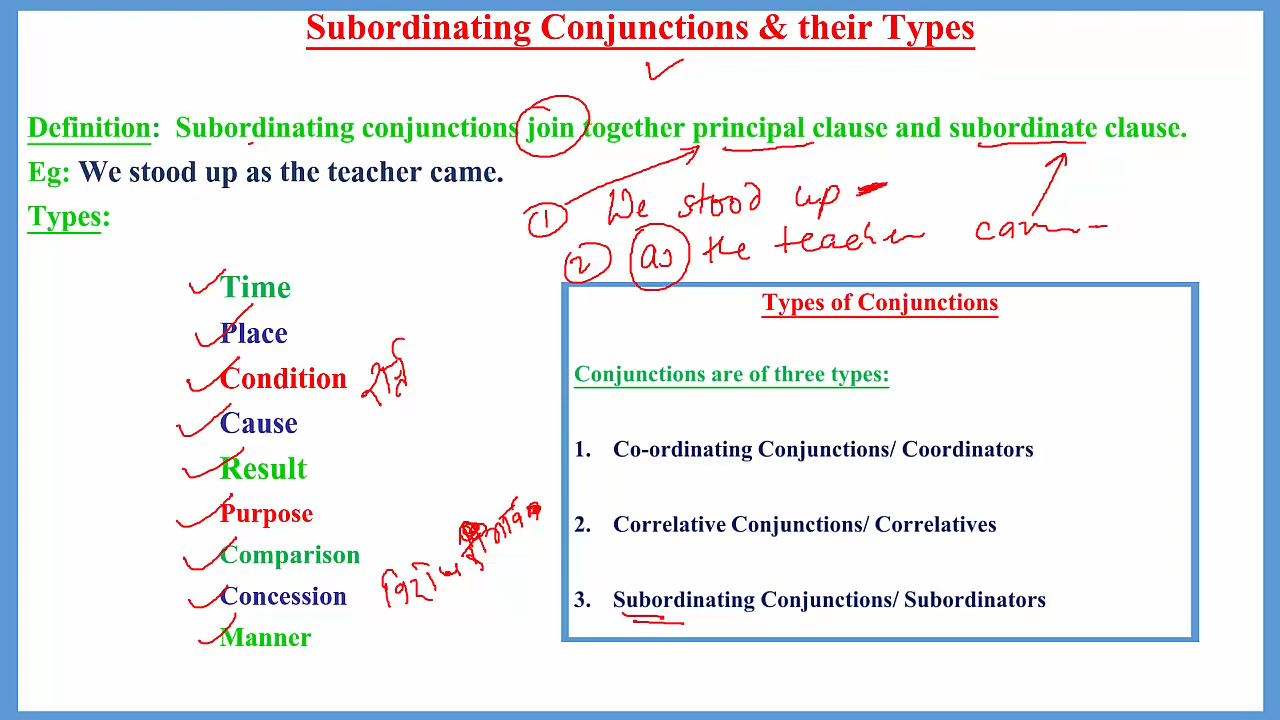 Subordinating Conjunctions & their Types
Definition: Subordinating conjunctions join together principal clause and subordinate clause.
Eg: We stood up as the teacher came.
Types:
① We stood up
② as the teacher
Time
Place
Condition
Cause
Result
Purpose
Comparison
Concession
Manner
Types of Conjunctions
Conjunctions are of three types:
1. Co-ordinating Conjunctions/ Coordinators
2. Correlative Conjunctions/ Correlatives
3. Subordinating Conjunctions/ Subordinators